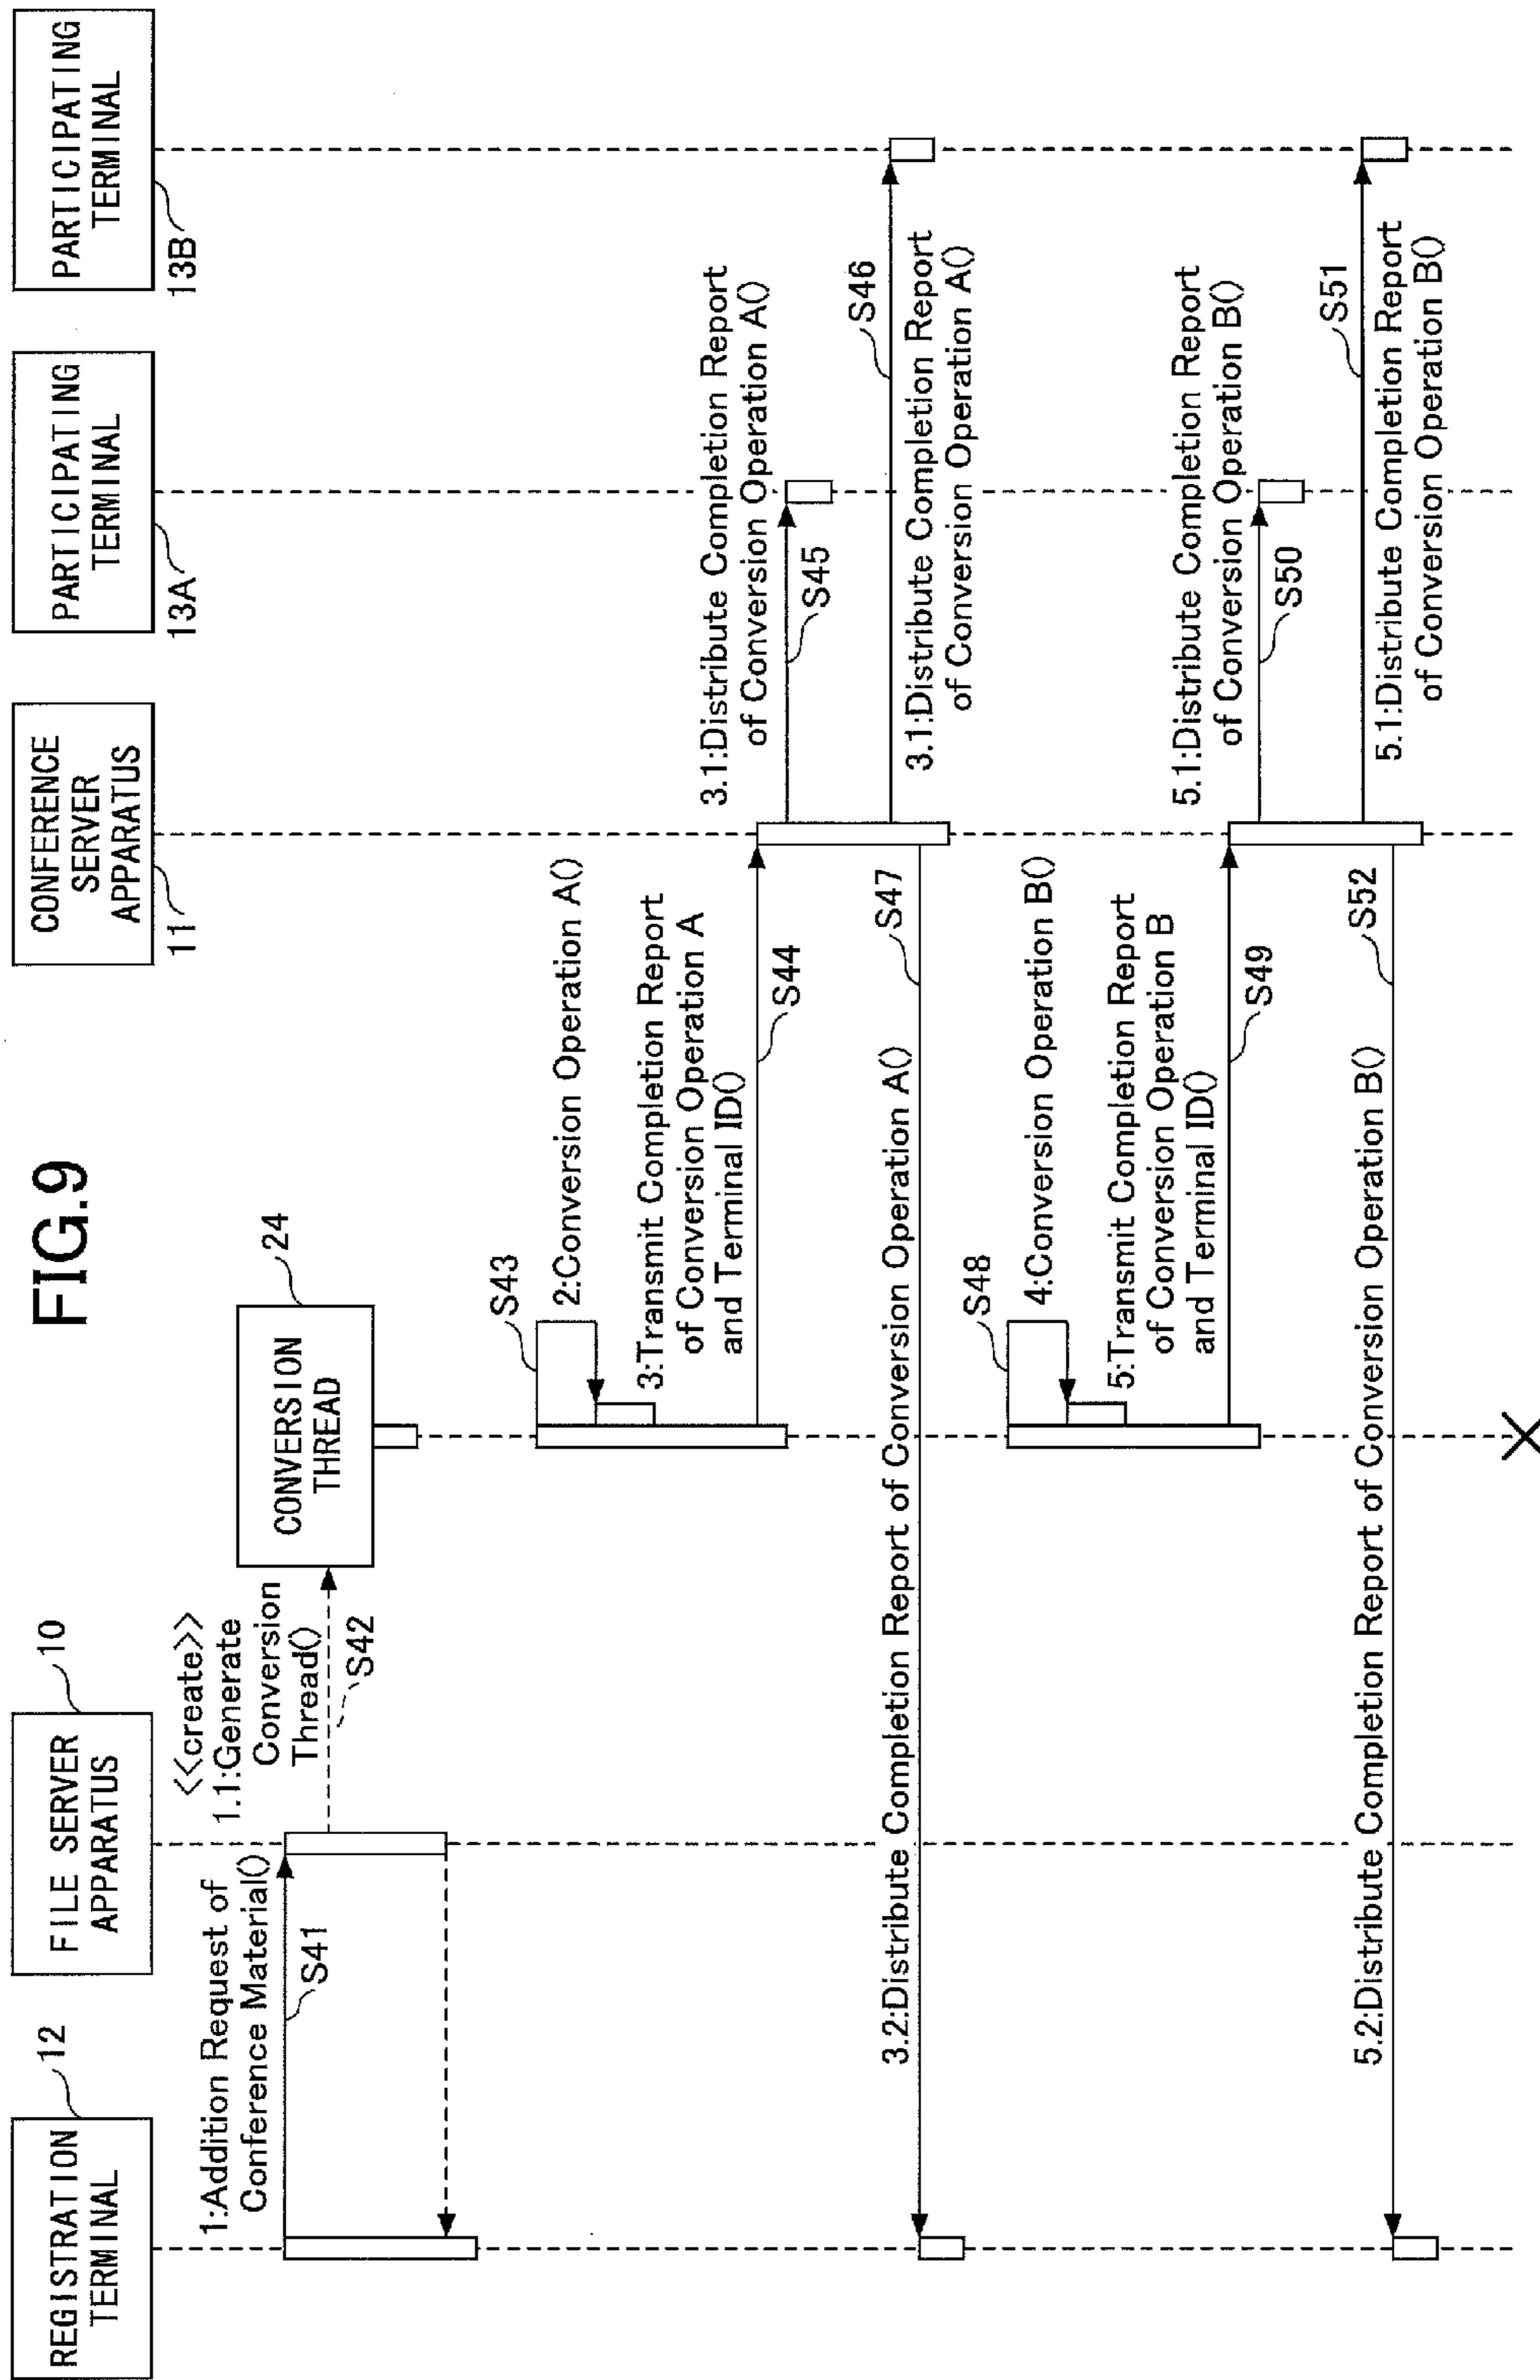 FIG.9
REGISTRATION
TERMINAL
12
FILE SERVER
APPARATUS
10
CONVERSION
THREAD
24
CONFERENCE
SERVER
APPARATUS
11
PARTICIPATING
TERMINAL
13A
PARTICIPATING
TERMINAL
13B
1:Addition Request of
Conference Material()
S41
<<create>>
1.1:Generate
Conversion
Thread()
S42
S43
2:Conversion Operation A()
3:Transmit Completion Report
of Conversion Operation A
and Terminal ID()
S44
3.1:Distribute Completion Report
of Conversion Operation A()
S45
S46
3.1:Distribute Completion Report
of Conversion Operation A()
S47
3.2:Distribute Completion Report of Conversion Operation A()
S48
4:Conversion Operation B()
5:Transmit Completion Report
of Conversion Operation B
and Terminal ID()
S49
5.1:Distribute Completion Report
of Conversion Operation B()
S50
S51
5.1:Distribute Completion Report
of Conversion Operation B()
S52
5.2:Distribute Completion Report of Conversion Operation B()